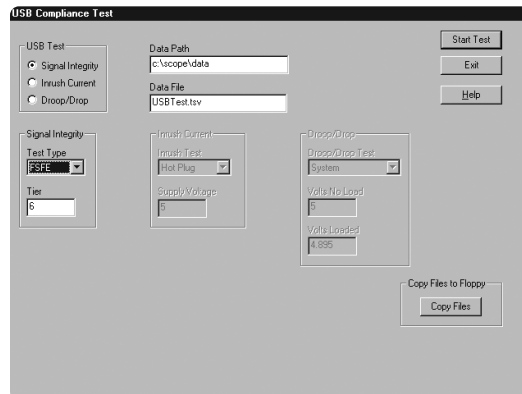 USB Compliance Test
USB Test
Signal Integrity
Inrush Current
Droop/Drop
Data Path
c:\scope\data
Data File
USBTest.tsv
Start Test
Exit
Help
Signal Integrity
Test Type
FSFE
Tier
6
Inrush Current
Inrush Test
Hot Plug
Supply Voltage
5
Droop/Drop
Droop/Drop Test
System
Volts No Load
5
Volts Loaded
4.895
Copy Files to Floppy
Copy Files